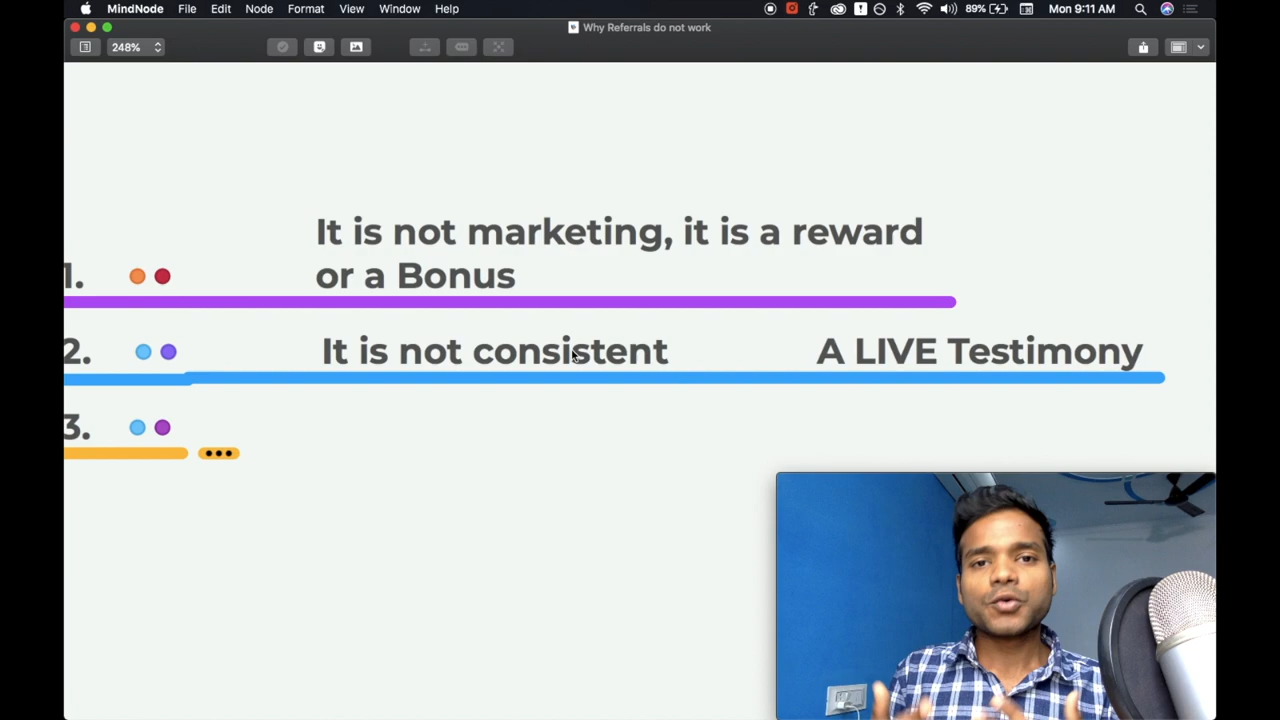 MindNode File Edit Node Format View Window Help 89% Mon 9:11 AM
Why Referrals do not work
248%
It is not marketing, it is a reward
1. or a Bonus
2. It is not consistent A LIVE Testimony
3.